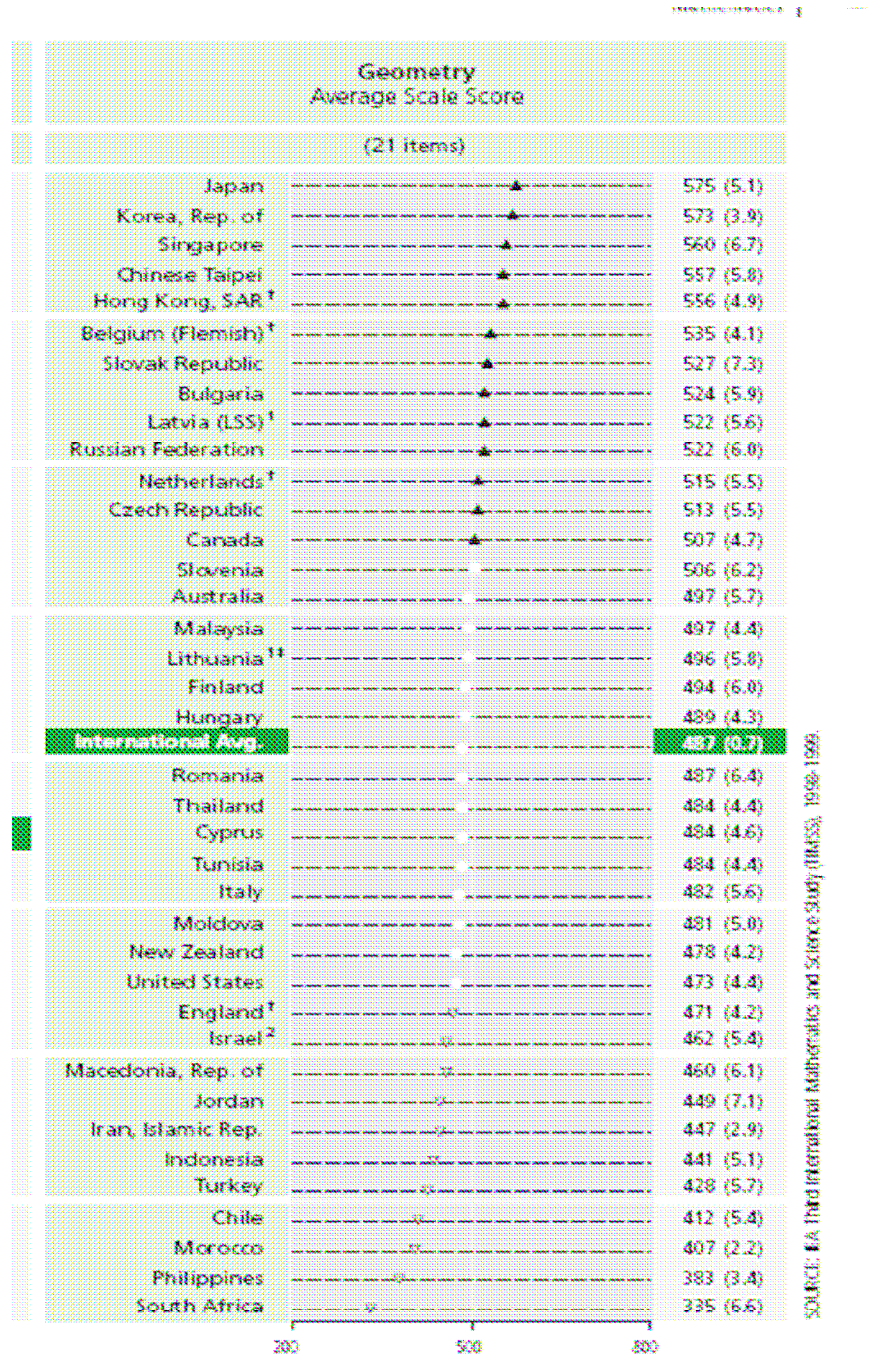 Geometry
Average Scale Score
(21 items)
Japan 575 (5.1)
Korea, Rep. of 573 (3.9)
Singapore 560 (6.7)
Chinese Taipei 557 (5.8)
Hong Kong, SAR † 556 (4.9)
Belgium (Flemish) † 535 (4.1)
Slovak Republic 527 (7.3)
Bulgaria 524 (5.9)
Latvia (LSS) 1 522 (5.6)
Russian Federation 522 (6.0)
Netherlands † 515 (5.5)
Czech Republic 513 (5.5)
Canada 507 (4.7)
Slovenia 506 (6.2)
Australia 497 (5.7)
Malaysia 497 (4.4)
Lithuania 1‡ 496 (5.8)
Finland 494 (6.0)
Hungary 489 (4.3)
International Avg. 487 (0.7)
Romania 487 (6.4)
Thailand 484 (4.4)
Cyprus 484 (4.6)
Tunisia 484 (4.4)
Italy 482 (5.6)
Moldova 481 (5.0)
New Zealand 478 (4.2)
United States 473 (4.4)
England † 471 (4.2)
Israel 2 462 (5.4)
Macedonia, Rep. of 460 (6.1)
Jordan 449 (7.1)
Iran, Islamic Rep. 447 (2.9)
Indonesia 441 (5.1)
Turkey 428 (5.7)
Chile 412 (5.4)
Morocco 407 (2.2)
Philippines 383 (3.4)
South Africa 335 (6.6)
200 500 800
SOURCE: IEA Third International Mathematics and Science Study (TIMSS), 1998-1999.